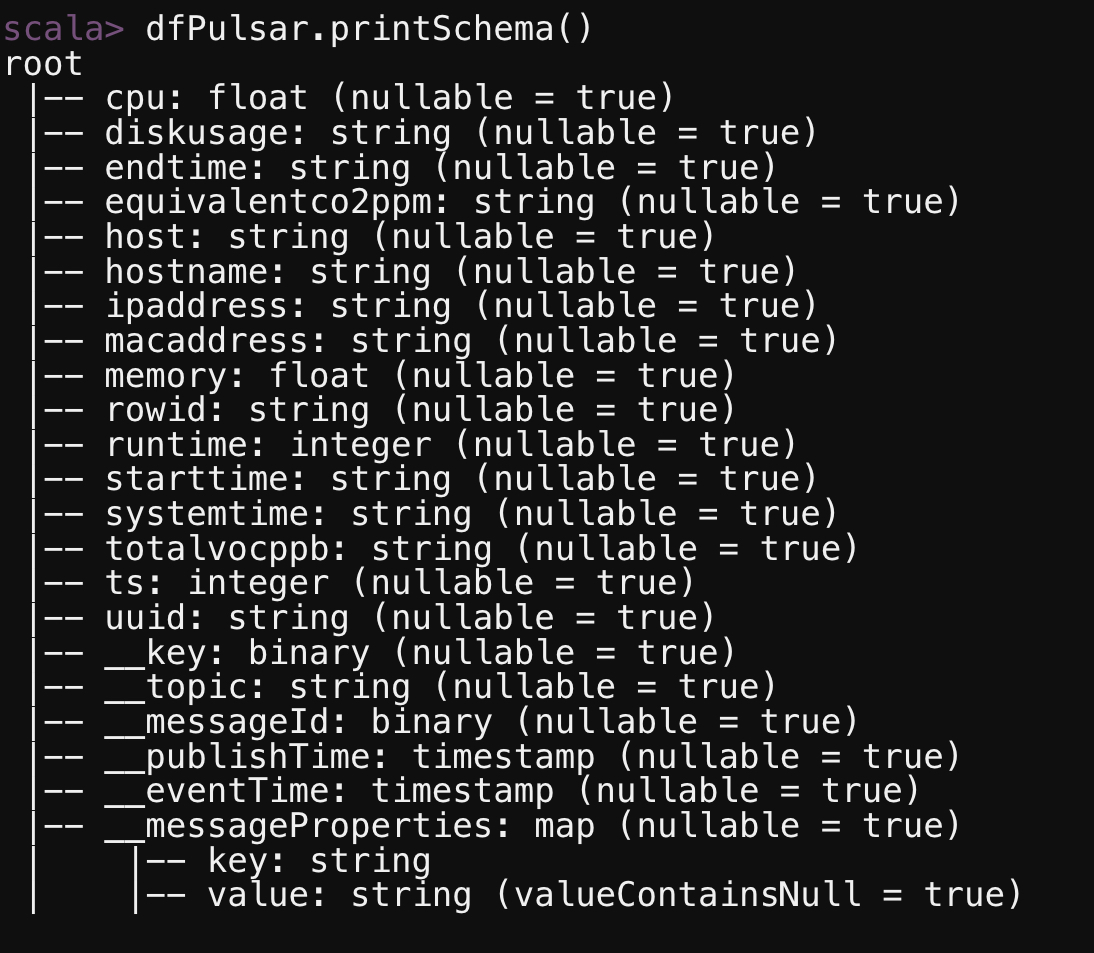 scala> dfPulsar.printSchema()
root
 |-- cpu: float (nullable = true)
 |-- diskusage: string (nullable = true)
 |-- endtime: string (nullable = true)
 |-- equivalentco2ppm: string (nullable = true)
 |-- host: string (nullable = true)
 |-- hostname: string (nullable = true)
 |-- ipaddress: string (nullable = true)
 |-- macaddress: string (nullable = true)
 |-- memory: float (nullable = true)
 |-- rowid: string (nullable = true)
 |-- runtime: integer (nullable = true)
 |-- starttime: string (nullable = true)
 |-- systemtime: string (nullable = true)
 |-- totalvocppb: string (nullable = true)
 |-- ts: integer (nullable = true)
 |-- uuid: string (nullable = true)
 |-- __key: binary (nullable = true)
 |-- __topic: string (nullable = true)
 |-- __messageId: binary (nullable = true)
 |-- __publishTime: timestamp (nullable = true)
 |-- __eventTime: timestamp (nullable = true)
 |-- __messageProperties: map (nullable = true)
 |    |-- key: string
 |    |-- value: string (valueContainsNull = true)